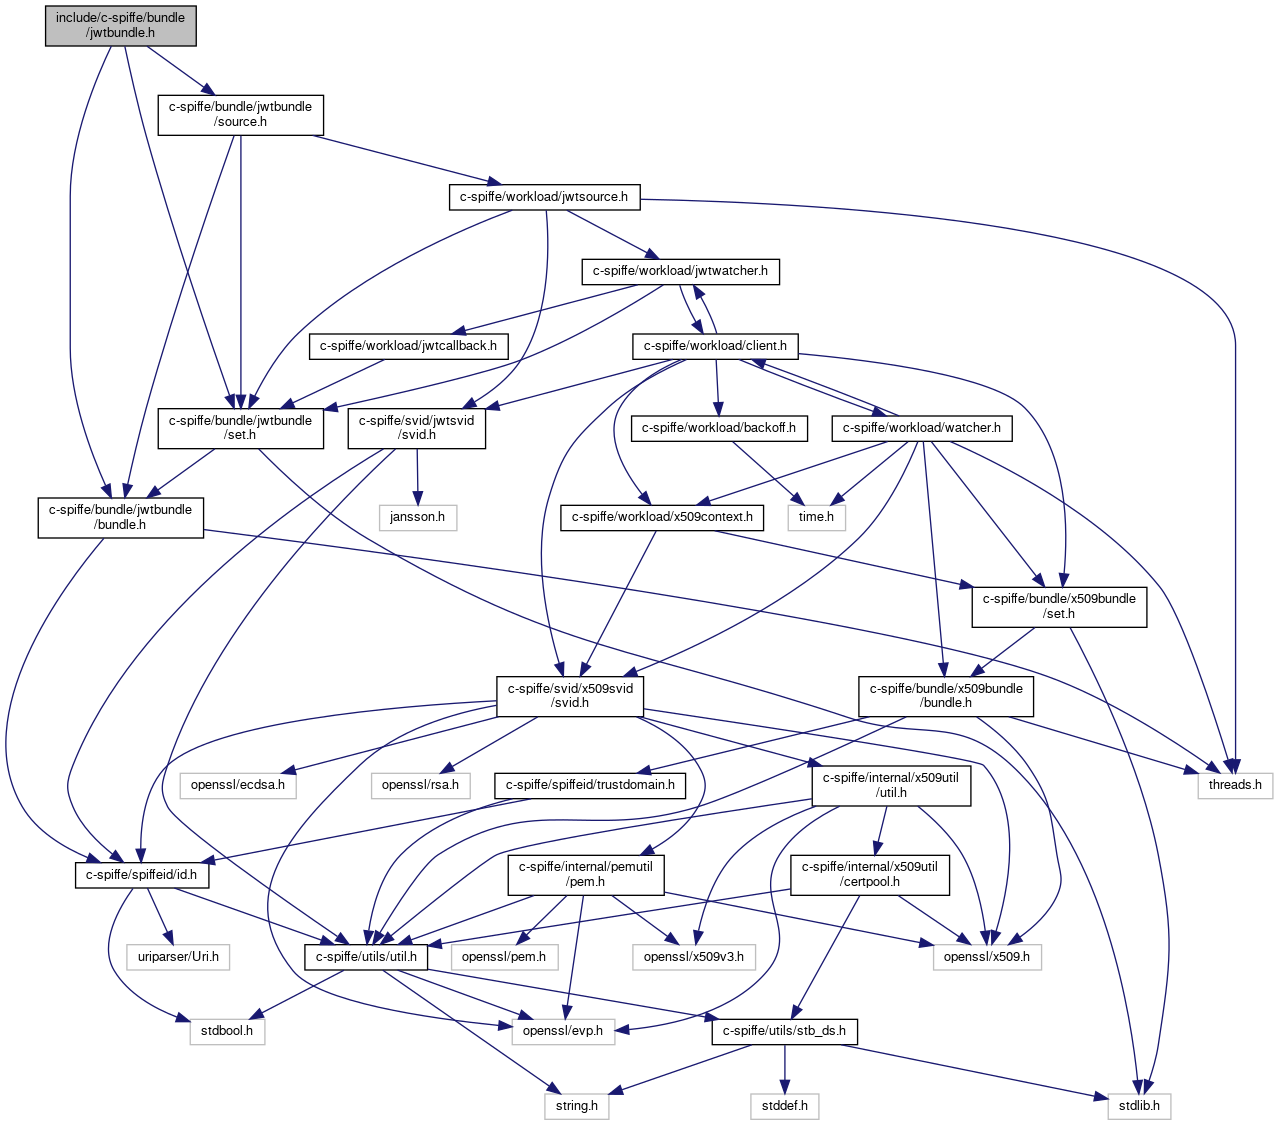 include/c-spiffe/bundle
/jwtbundle.h
c-spiffe/bundle/jwtbundle
/source.h
c-spiffe/workload/jwtsource.h
c-spiffe/workload/jwtwatcher.h
c-spiffe/workload/jwtcallback.h
c-spiffe/workload/client.h
c-spiffe/bundle/jwtbundle
/set.h
c-spiffe/svid/jwtsvid
/svid.h
c-spiffe/workload/backoff.h
c-spiffe/workload/watcher.h
c-spiffe/bundle/jwtbundle
/bundle.h
jansson.h
c-spiffe/workload/x509context.h
time.h
c-spiffe/bundle/x509bundle
/set.h
c-spiffe/svid/x509svid
/svid.h
c-spiffe/bundle/x509bundle
/bundle.h
openssl/ecdsa.h
openssl/rsa.h
c-spiffe/spiffeid/trustdomain.h
c-spiffe/internal/x509util
/util.h
threads.h
c-spiffe/spiffeid/id.h
c-spiffe/internal/pemutil
/pem.h
c-spiffe/internal/x509util
/certpool.h
uriparser/Uri.h
c-spiffe/utils/util.h
openssl/pem.h
openssl/x509v3.h
openssl/x509.h
stdbool.h
openssl/evp.h
c-spiffe/utils/stb_ds.h
string.h
stddef.h
stdlib.h